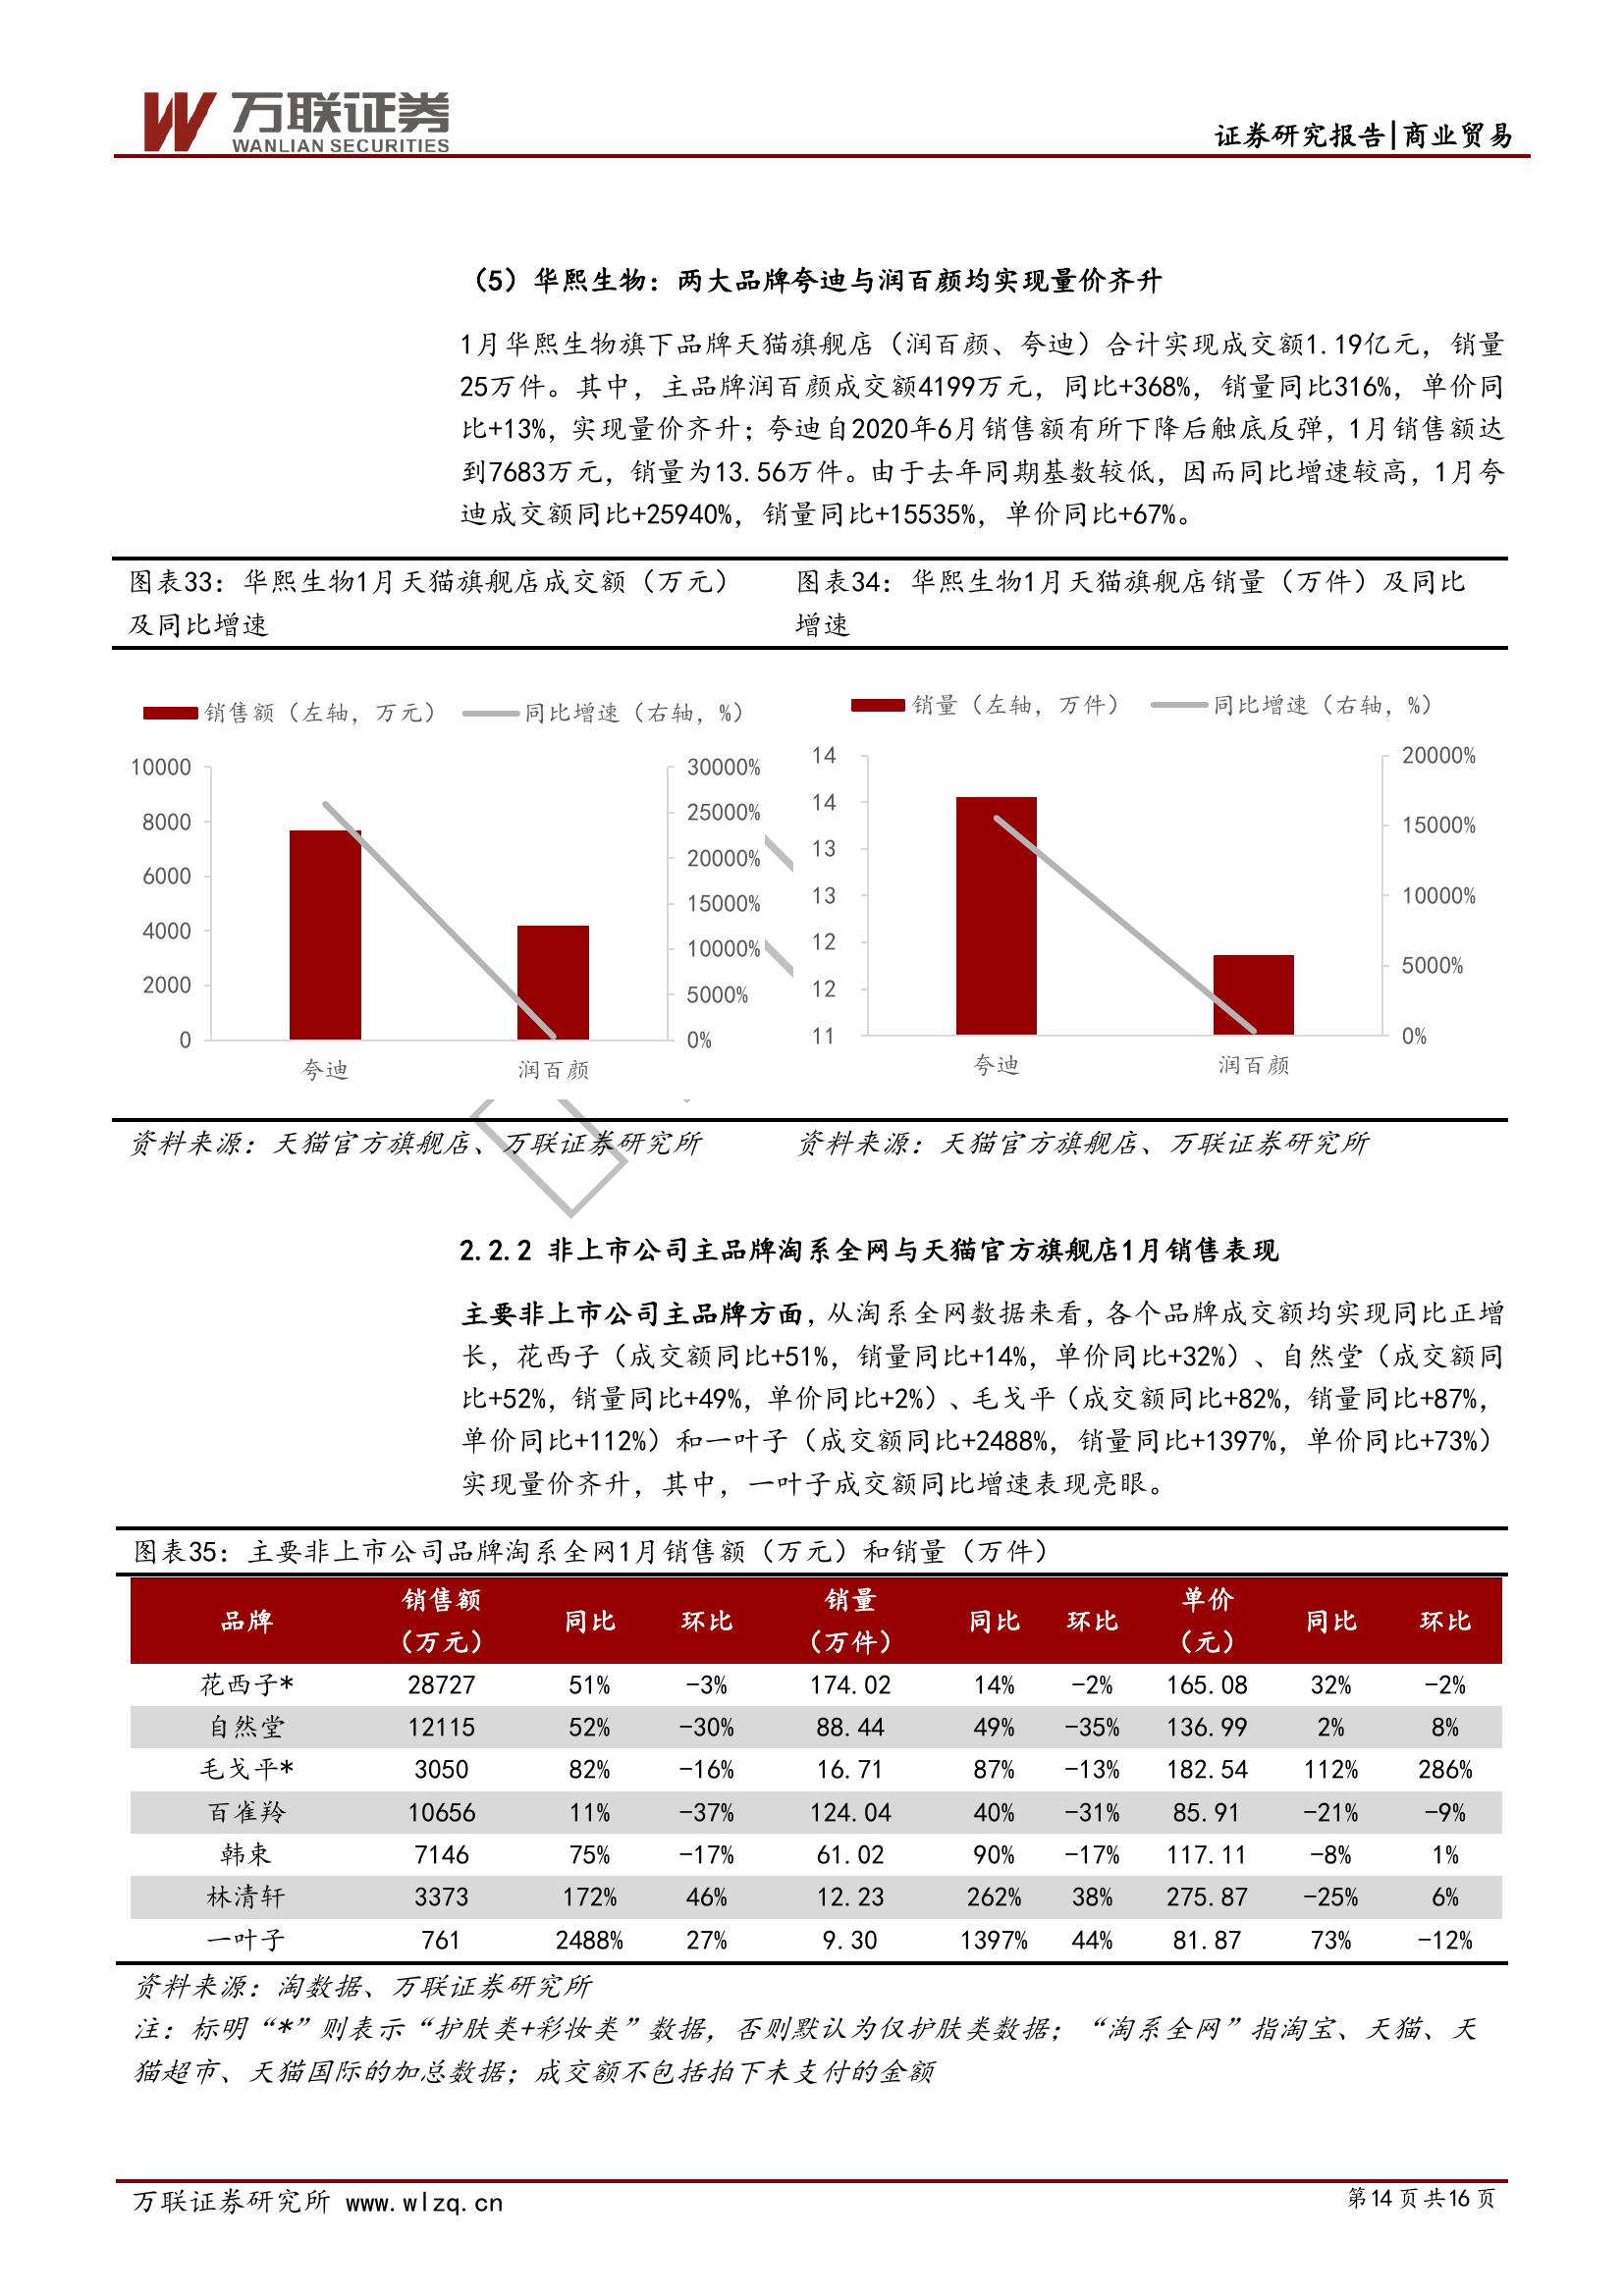 万联证券
WANLIAN SECURITIES
证券研究报告|商业贸易
（5）华熙生物：两大品牌夸迪与润百颜均实现量价齐升
1月华熙生物旗下品牌天猫旗舰店（润百颜、夸迪）合计实现成交额1.19亿元，销量
25万件。其中，主品牌润百颜成交额4199万元，同比+368%，销量同比316%，单价同
比+13%，实现量价齐升；夸迪自2020年6月销售额有所下降后触底反弹，1月销售额达
到7683万元，销量为13.56万件。由于去年同期基数较低，因而同比增速较高，1月夸
迪成交额同比+25940%，销量同比+15535%，单价同比+67%。
图表33：华熙生物1月天猫旗舰店成交额（万元）
及同比增速
图表34：华熙生物1月天猫旗舰店销量（万件）及同比
增速
销售额（左轴，万元） 同比增速（右轴，%）
10000 30000%
25000%
8000
20000%
6000
15000%
4000
10000%
2000
5000%
0 0%
夸迪 润百颜
销量（左轴，万件） 同比增速（右轴，%）
14 20000%
14
15000%
13
13 10000%
12
5000%
12
11 0%
夸迪 润百颜
资料来源：天猫官方旗舰店、万联证券研究所
资料来源：天猫官方旗舰店、万联证券研究所
2.2.2 非上市公司主品牌淘系全网与天猫官方旗舰店1月销售表现
主要非上市公司主品牌方面，从淘系全网数据来看，各个品牌成交额均实现同比正增
长，花西子（成交额同比+51%，销量同比+14%，单价同比+32%）、自然堂（成交额同
比+52%，销量同比+49%，单价同比+2%）、毛戈平（成交额同比+82%，销量同比+87%，
单价同比+112%）和一叶子（成交额同比+2488%，销量同比+1397%，单价同比+73%）
实现量价齐升，其中，一叶子成交额同比增速表现亮眼。
图表35：主要非上市公司品牌淘系全网1月销售额（万元）和销量（万件）
品牌 销售额（万元） 同比 环比 销量（万件） 同比 环比 单价（元） 同比 环比
花西子* 28727 51% -3% 174.02 14% -2% 165.08 32% -2%
自然堂 12115 52% -30% 88.44 49% -35% 136.99 2% 8%
毛戈平* 3050 82% -16% 16.71 87% -13% 182.54 112% 286%
百雀羚 10656 11% -37% 124.04 40% -31% 85.91 -21% -9%
韩束 7146 75% -17% 61.02 90% -17% 117.11 -8% 1%
林清轩 3373 172% 46% 12.23 262% 38% 275.87 -25% 6%
一叶子 761 2488% 27% 9.30 1397% 44% 81.87 73% -12%
资料来源：淘数据、万联证券研究所
注：标明“*”则表示“护肤类+彩妆类”数据，否则默认为仅护肤类数据；“淘系全网”指淘宝、天猫、天
猫超市、天猫国际的加总数据；成交额不包括拍下未支付的金额
万联证券研究所 www.wlzq.cn
第14页共16页